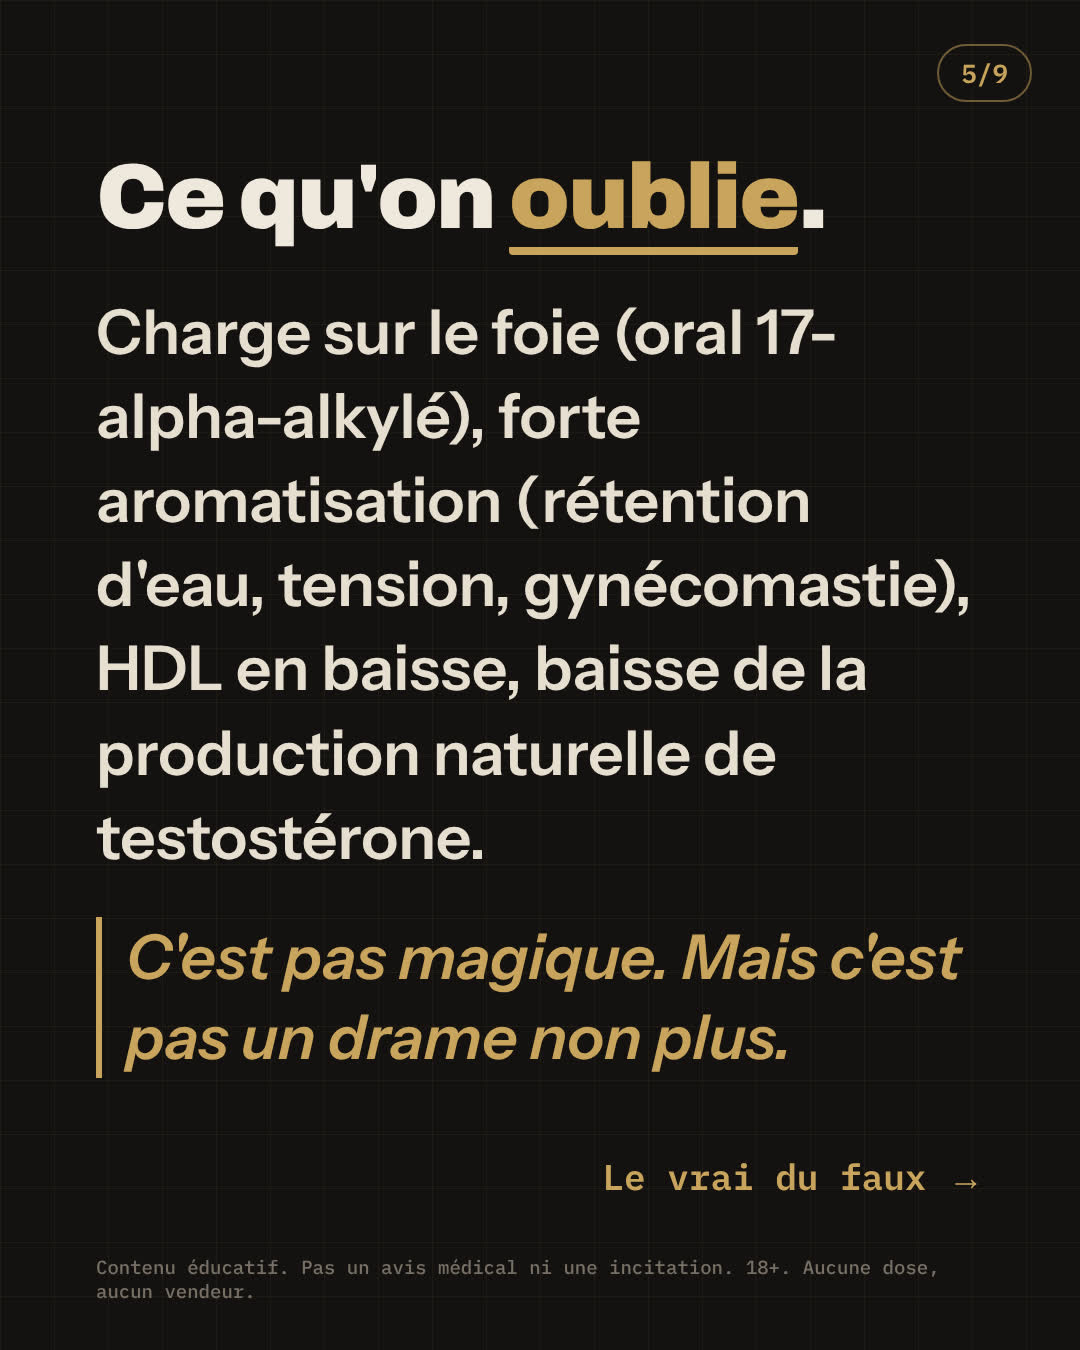 5/9
Ce qu'on oublie.
Charge sur le foie (oral 17-
alpha-alkylé), forte
aromatisation (rétention
d'eau, tension, gynécomastie),
HDL en baisse, baisse de la
production naturelle de
testostérone.
C'est pas magique. Mais c'est
pas un drame non plus.
Le vrai du faux →
Contenu éducatif. Pas un avis médical ni une incitation. 18+. Aucune dose,
aucun vendeur.